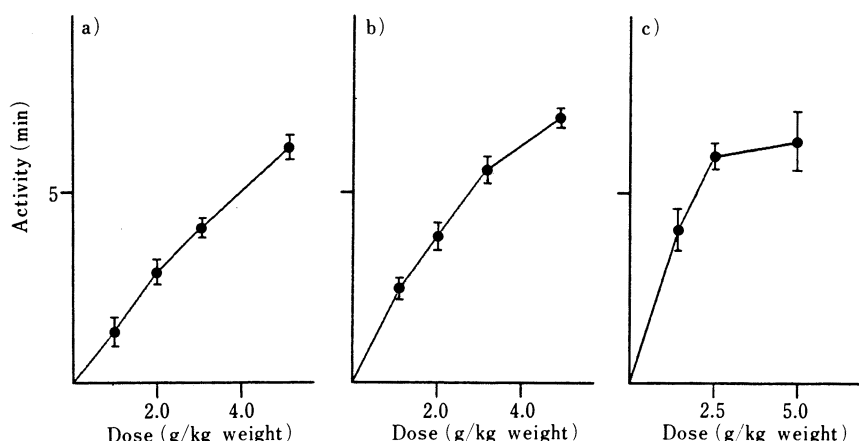 a)
b)
c)
Activity (min)
5
2.0 4.0
2.0 4.0
2.5 5.0
Dose (g/kg weight)
Dose (g/kg weight)
Dose (g/kg weight)